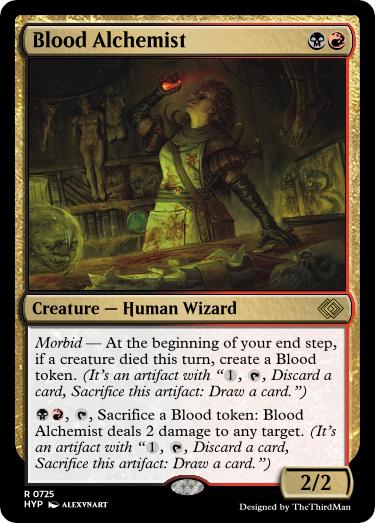 Blood Alchemist
Creature — Human Wizard
Morbid — At the beginning of your end step,
if a creature died this turn, create a Blood
token. (It's an artifact with “1, T, Discard a
card, Sacrifice this artifact: Draw a card.”)
BR, T, Sacrifice a Blood token: Blood
Alchemist deals 2 damage to any target. (It's
an artifact with “1, T, Discard a card,
Sacrifice this artifact: Draw a card.”)
2/2
R 0725
HYP ALEXVNART
Designed by TheThirdMan